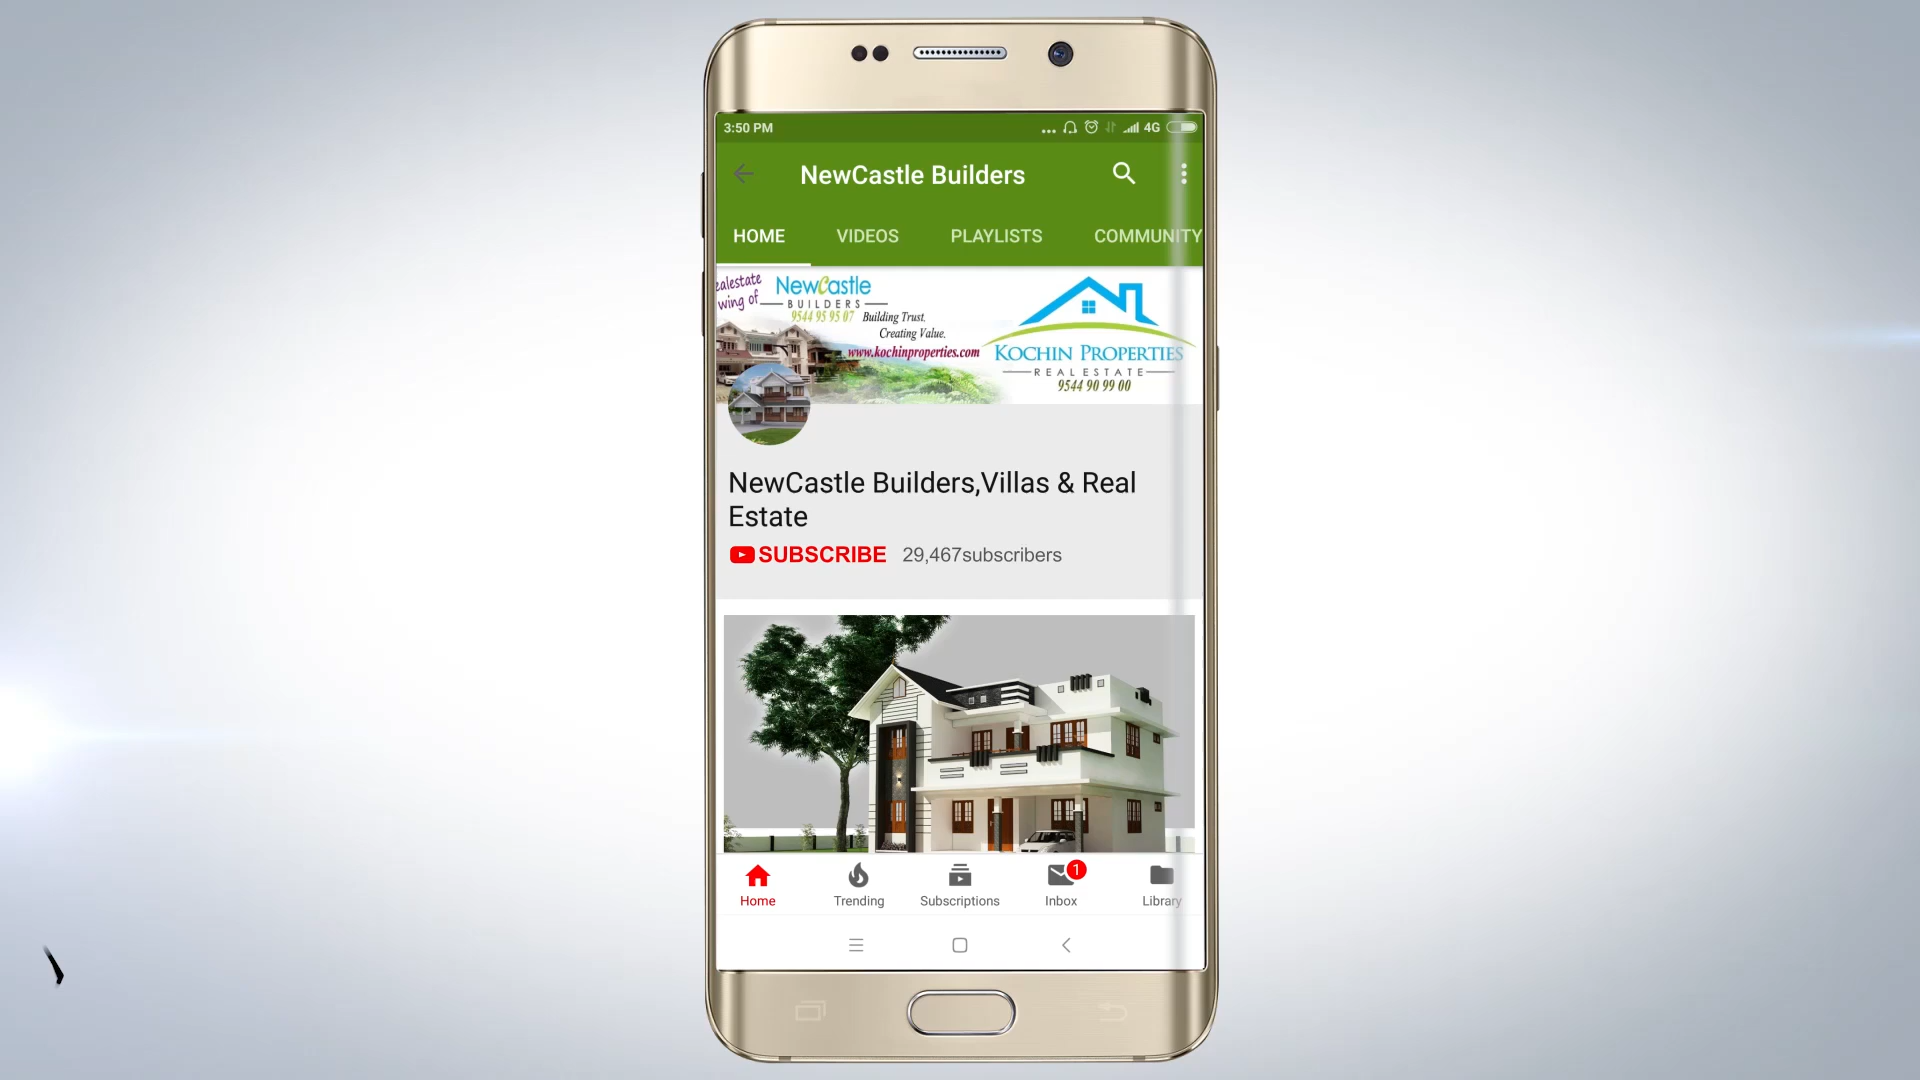 3:50 PM
4G
NewCastle Builders
HOME VIDEOS PLAYLISTS COMMUNITY
ealestate
wing of
NewCastle
BUILDERS
9544 95 95 07
Building Trust,
Creating Value.
www.kochinproperties.com
KOCHIN PROPERTIES
REALESTATE
9544 90 99 00
NewCastle Builders,Villas & Real
Estate
SUBSCRIBE 29,467subscribers
1
Home Trending Subscriptions Inbox Library